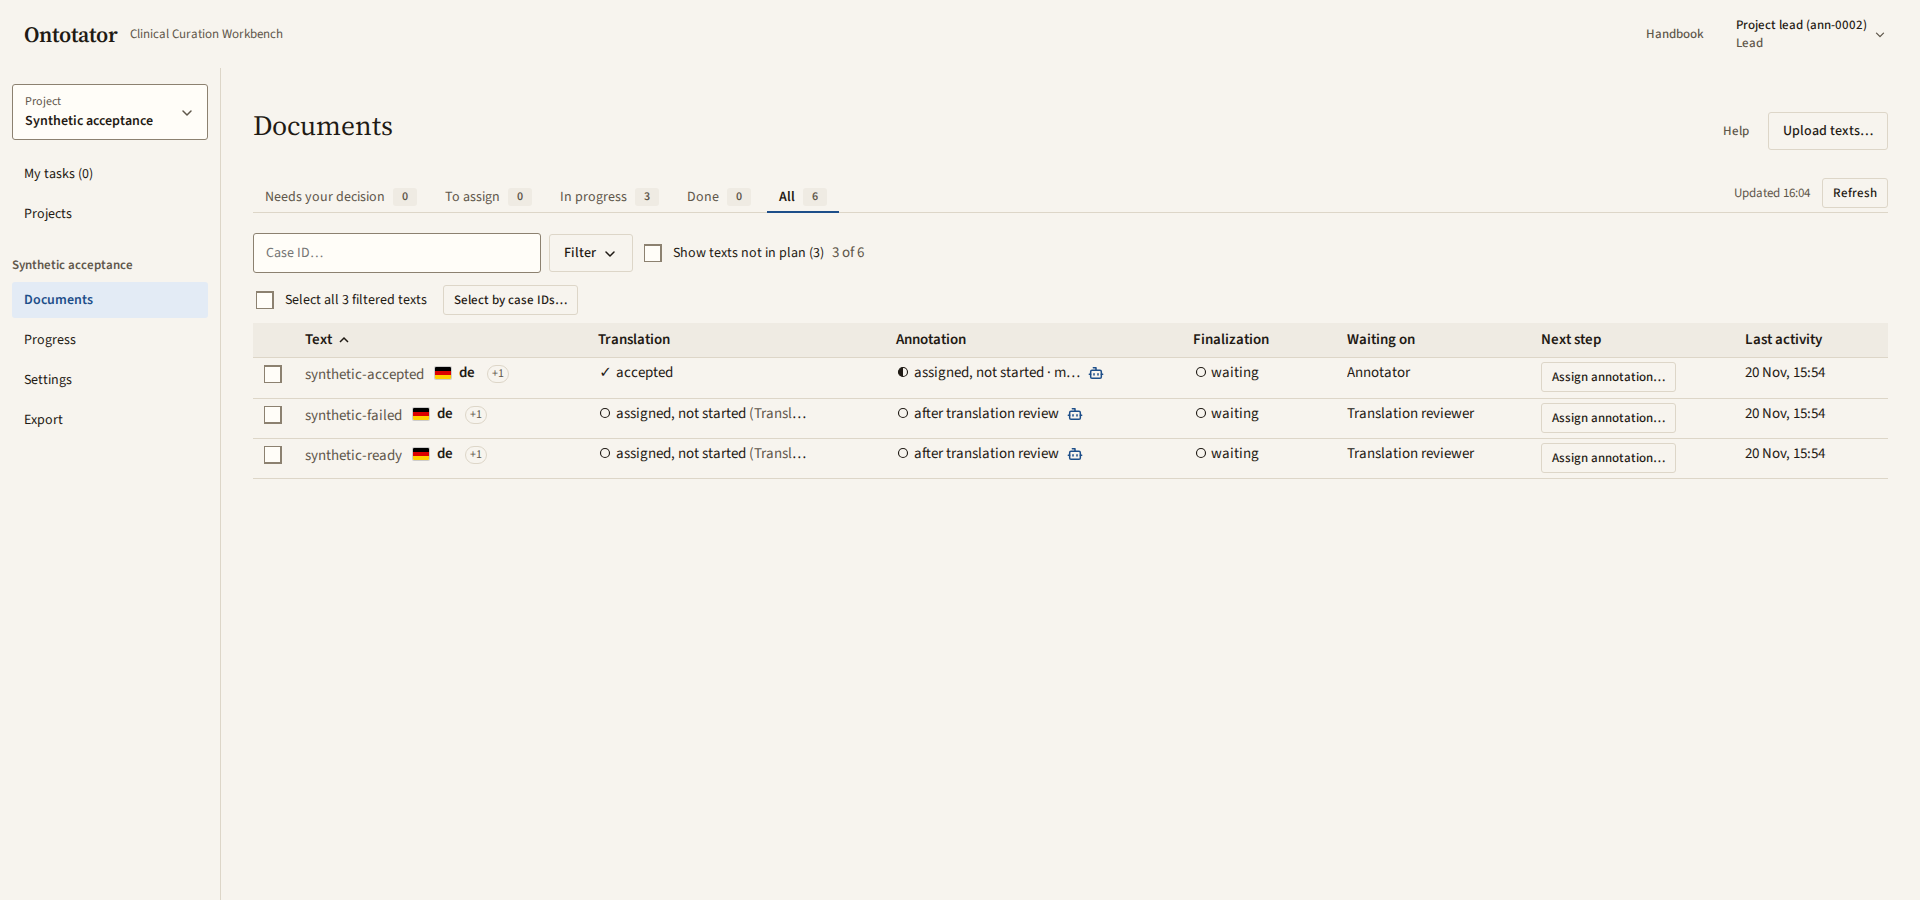 Ontotator Clinical Curation Workbench
Handbook
Project lead (ann-0002)
Lead
Project
Synthetic acceptance
My tasks (0)
Projects
Synthetic acceptance
Documents
Progress
Settings
Export
Documents
Help
Upload texts…
Needs your decision 0 To assign 0 In progress 3 Done 0 All 6
Updated 16:04 Refresh
Case ID… Filter Show texts not in plan (3) 3 of 6
Select all 3 filtered texts Select by case IDs…
Text Translation Annotation Finalization Waiting on Next step Last activity
synthetic-accepted de +1 ✓ accepted assigned, not started · m… waiting Annotator Assign annotation… 20 Nov, 15:54
synthetic-failed de +1 assigned, not started (Transl… after translation review waiting Translation reviewer Assign annotation… 20 Nov, 15:54
synthetic-ready de +1 assigned, not started (Transl… after translation review waiting Translation reviewer Assign annotation… 20 Nov, 15:54